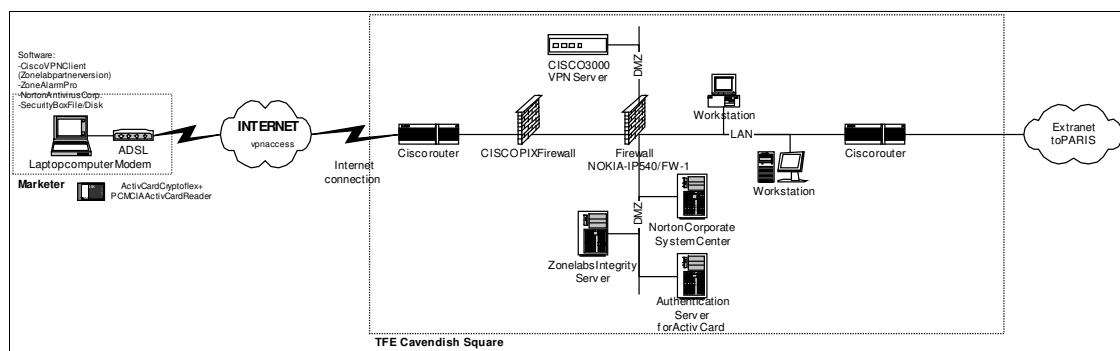 Software:
-CiscoVPNClient
(Zonelabpartnerversion)
-ZoneAlarmPro
-NortonAntivirusCorp.
-SecurityBoxFile/Disk
Laptopcomputer
ADSL
Modem
Marketer
ActivCardCryptoflex+
PCMCIAActivCardReader
INTERNET
vpnaccess
Internet
connection
Ciscorouter
CISCOPIXFirewall
CISCO3000
VPNServer
DMZ
Firewall
NOKIA-IP540/FW-1
Workstation
LAN
Workstation
Ciscorouter
Extranet
toPARIS
DMZ
NortonCorporate
SystemCenter
ZonelabsIntegrity
Server
Authentication
Server
forActivCard
TFE Cavendish Square